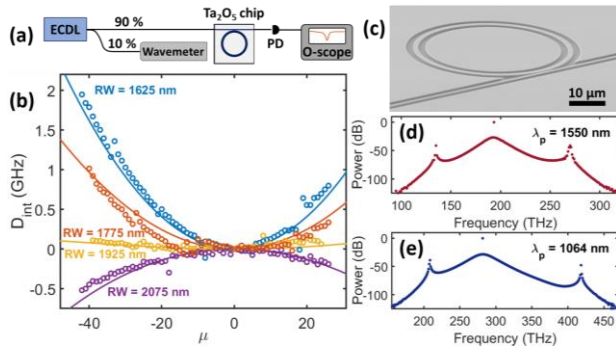 (a)
ECDL
90 %
10 %
Wavemeter
Ta₂O₅ chip
PD
O-scope
(b)
RW = 1625 nm
RW = 1775 nm
RW = 1925 nm
RW = 2075 nm
D_int (GHz)
2
1.5
1
0.5
0
-0.5
-40
-20
0
20
μ
(c)
10 μm
(d)
λ_p = 1550 nm
Power (dB)
0
-50
-100
100
150
200
250
300
Frequency (THz)
(e)
λ_p = 1064 nm
Power (dB)
0
-50
-100
200
250
300
350
400
450
Frequency (THz)